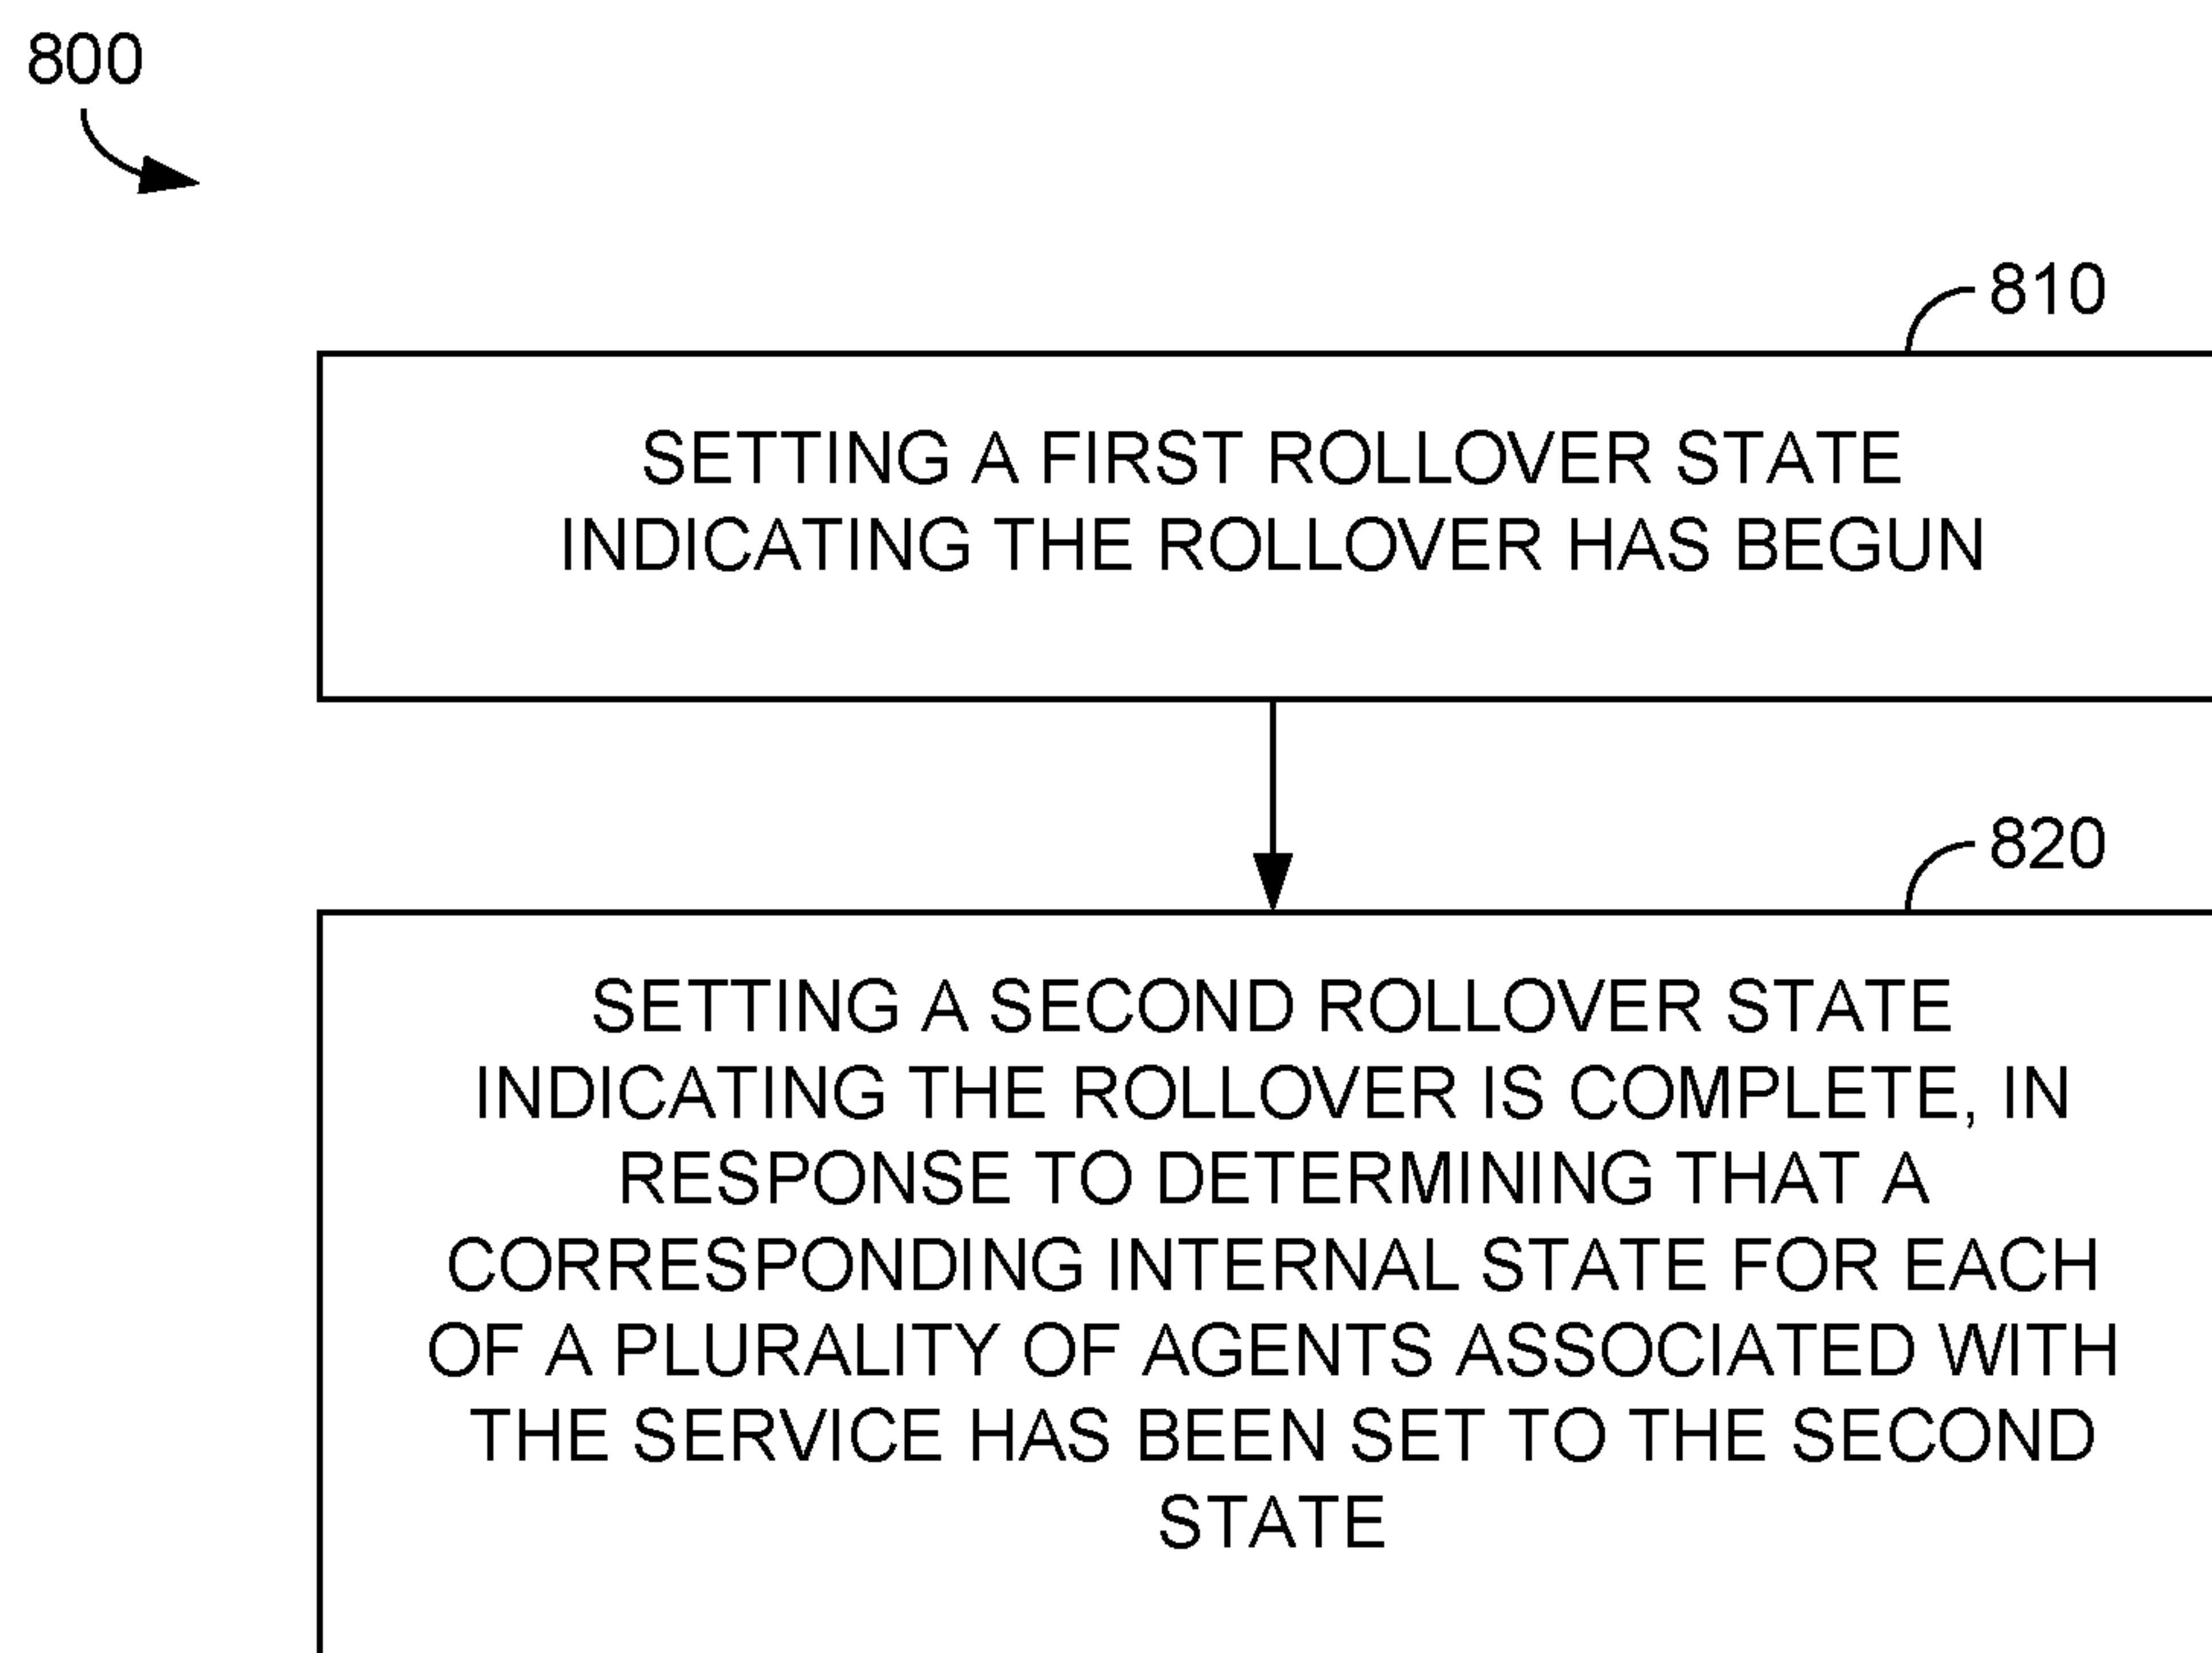 800
810
SETTING A FIRST ROLLOVER STATE
INDICATING THE ROLLOVER HAS BEGUN
820
SETTING A SECOND ROLLOVER STATE
INDICATING THE ROLLOVER IS COMPLETE, IN
RESPONSE TO DETERMINING THAT A
CORRESPONDING INTERNAL STATE FOR EACH
OF A PLURALITY OF AGENTS ASSOCIATED WITH
THE SERVICE HAS BEEN SET TO THE SECOND
STATE